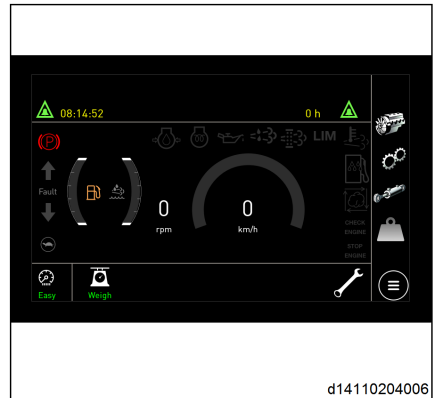 08:14:52 0 h
(P) LIM
Fault
0 0
rpm km/h
CHECK
ENGINE
STOP
ENGINE
Easy Weigh
d14110204006